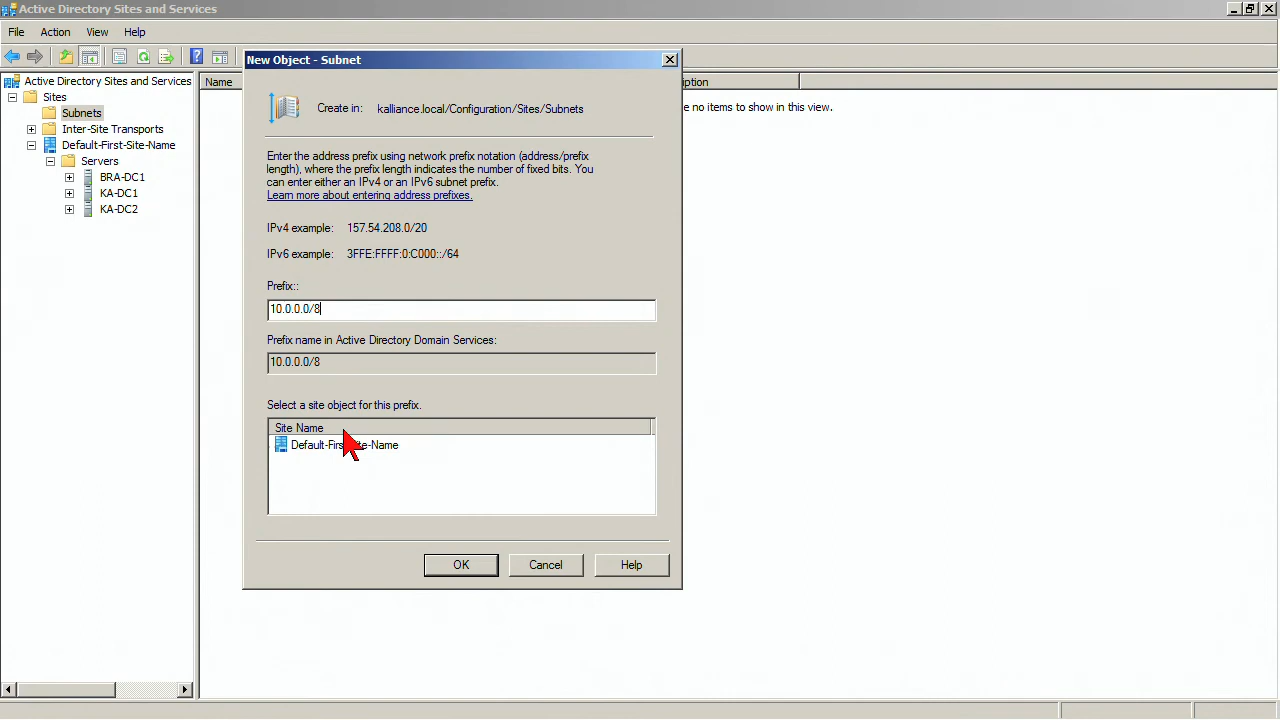 Active Directory Sites and Services
File Action View Help
Active Directory Sites and Services
Sites
Subnets
Inter-Site Transports
Default-First-Site-Name
Servers
BRA-DC1
KA-DC1
KA-DC2
Name
ption
e no items to show in this view.
New Object - Subnet
Create in: kalliance.local/Configuration/Sites/Subnets
Enter the address prefix using network prefix notation (address/prefix
length), where the prefix length indicates the number of fixed bits. You
can enter either an IPv4 or an IPv6 subnet prefix.
Learn more about entering address prefixes.
IPv4 example: 157.54.208.0/20
IPv6 example: 3FFE:FFFF:0:C000::/64
Prefix::
10.0.0.0/8
Prefix name in Active Directory Domain Services:
10.0.0.0/8
Select a site object for this prefix.
Site Name
Default-First-Site-Name
OK Cancel Help